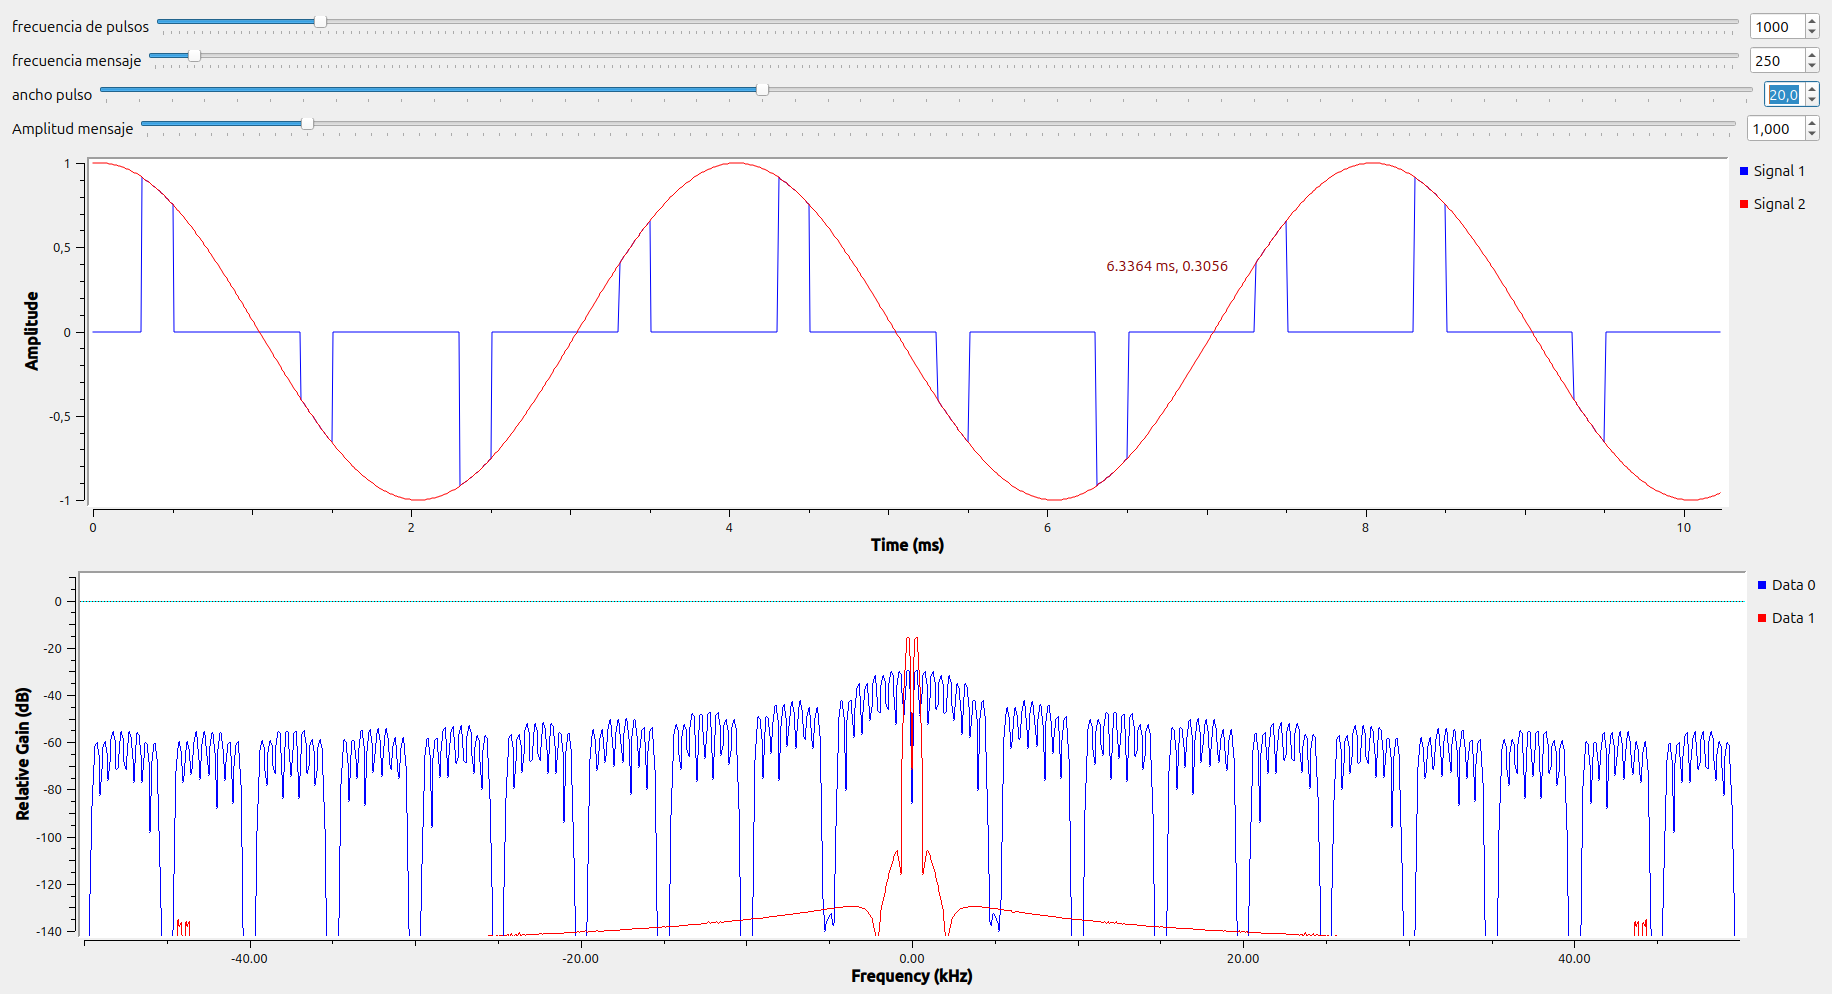 frecuencia de pulsos 1000
frecuencia mensaje 250
ancho pulso 20,0
Amplitud mensaje 1,000
Signal 1
Signal 2
1
0,5
0
-0,5
-1
Amplitude
6.3364 ms, 0.3056
0 2 4 6 8 10
Time (ms)
Data 0
Data 1
0
-20
-40
-60
-80
-100
-120
-140
Relative Gain (dB)
-40.00 -20.00 0.00 20.00 40.00
Frequency (kHz)